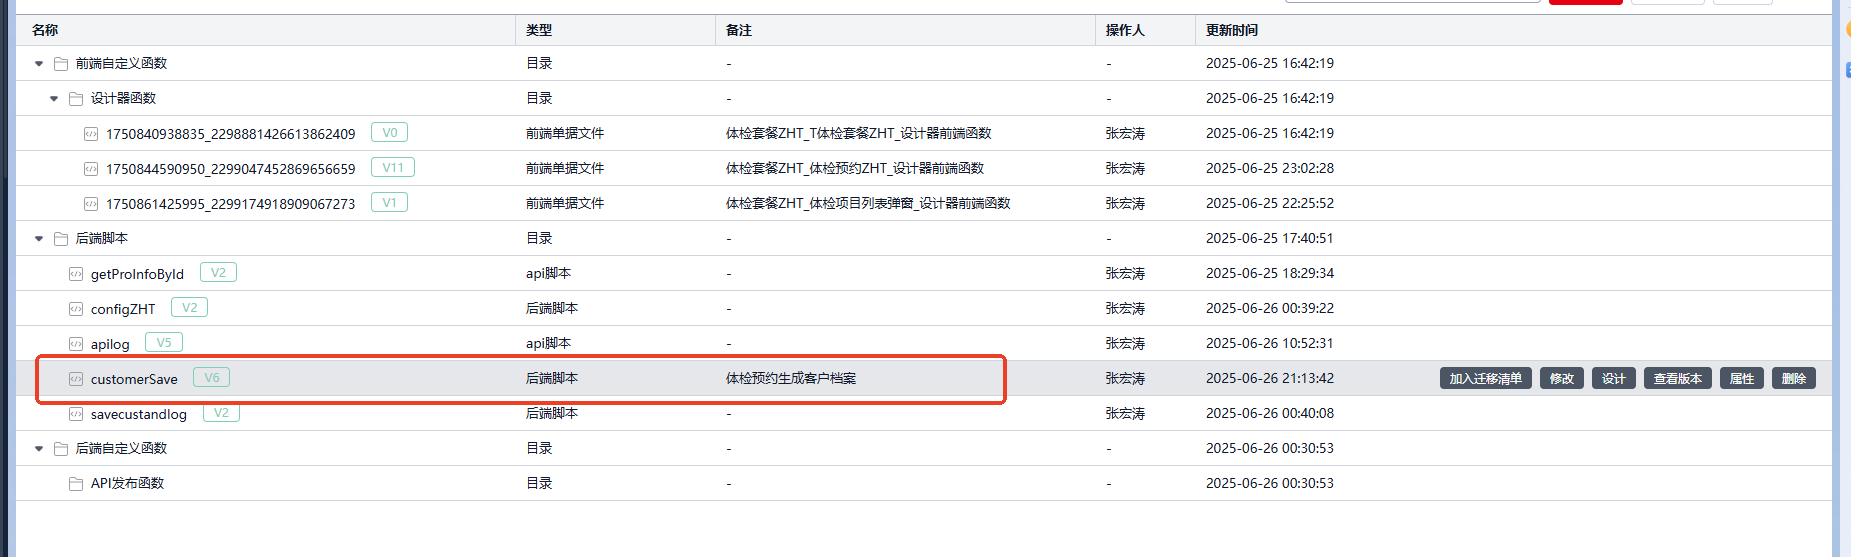 名称 类型 备注 操作人 更新时间
前端自定义函数 目录 - - 2025-06-25 16:42:19
设计器函数 目录 - - 2025-06-25 16:42:19
1750840938835_2298881426613862409 V0 前端单据文件 体检套餐ZHT_T体检套餐ZHT_设计器前端函数 张宏涛 2025-06-25 16:42:19
1750844590950_2299047452869656659 V11 前端单据文件 体检套餐ZHT_体检预约ZHT_设计器前端函数 张宏涛 2025-06-25 23:02:28
1750861425995_2299174918909067273 V1 前端单据文件 体检套餐ZHT_体检项目列表弹窗_设计器前端函数 张宏涛 2025-06-25 22:25:52
后端脚本 目录 - - 2025-06-25 17:40:51
getProInfoById V2 api脚本 - 张宏涛 2025-06-25 18:29:34
configZHT V2 后端脚本 - 张宏涛 2025-06-26 00:39:22
apilog V5 api脚本 - 张宏涛 2025-06-26 10:52:31
customerSave V6 后端脚本 体检预约生成客户档案 张宏涛 2025-06-26 21:13:42 加入迁移清单 修改 设计 查看版本 属性 删除
savecustandlog V2 后端脚本 - 张宏涛 2025-06-26 00:40:08
后端自定义函数 目录 - - 2025-06-26 00:30:53
API发布函数 目录 - - 2025-06-26 00:30:53